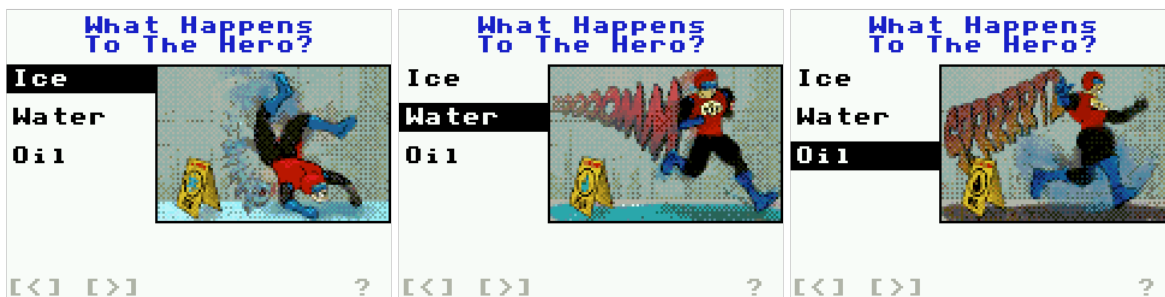 What Happens
To The Hero?
Ice
Water
Oil
[<] [>] ?
What Happens
To The Hero?
Ice
Water
Oil
[<] [>] ?
What Happens
To The Hero?
Ice
Water
Oil
[<] [>] ?